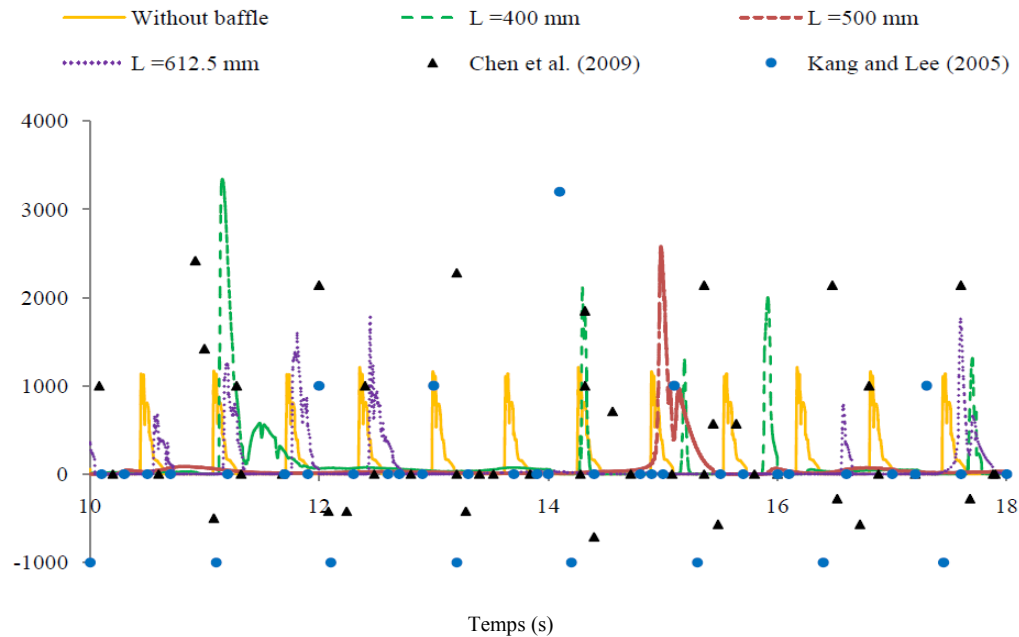 Without baffle
L =400 mm
L =500 mm
L =612.5 mm
Chen et al. (2009)
Kang and Lee (2005)
4000
3000
2000
1000
0
-1000
10
12
14
16
18
Temps (s)